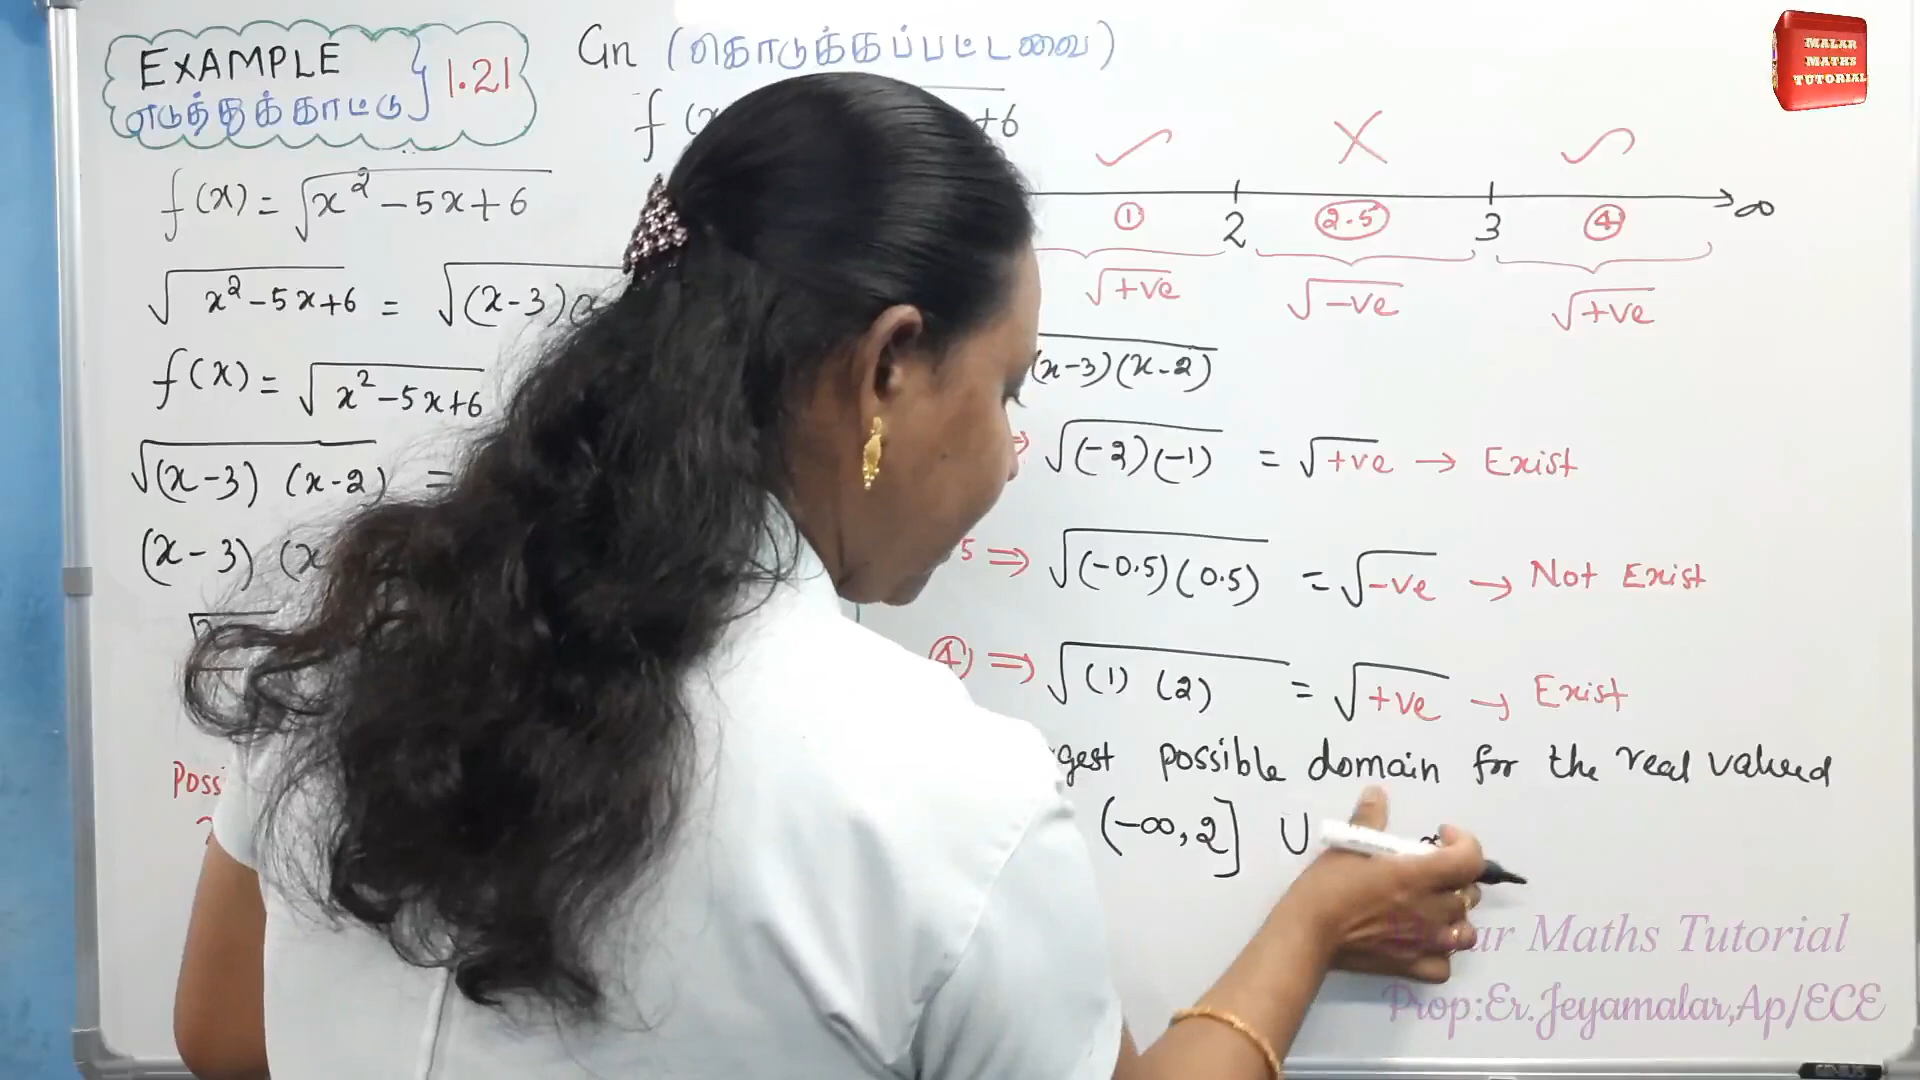 EXAMPLE
எடுத்துக்காட்டு
1.21
Gn (கொடுக்கப்பட்டவை)
f(x) = √x² - 5x + 6
√x² - 5x + 6 = √(x-3)
f(x) = √x² - 5x + 6
√(x-3) (x-2) =
(x-3)
+6
✓ X ✓
① 2 2.5 3 ④ ∞
√+ve √-ve √+ve
(x-3)(x-2)
⇒ √(-2)(-1) = √+ve → Exist
5 ⇒ √(-0.5)(0.5) = √-ve → Not Exist
④ ⇒ √(1) (2) = √+ve → Exist
possible domain for the real valued
(-∞, 2] ∪
MALAR
MATHS
TUTORIAL
Maths Tutorial
Prop:Er.Jeyamalar,Ap/ECE